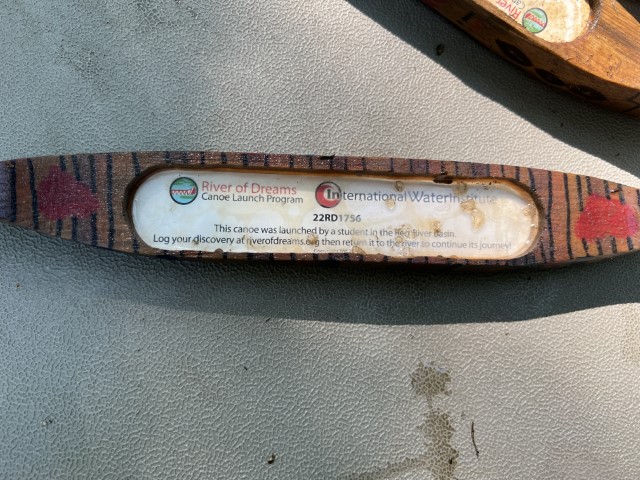 River of Dreams
Canoe Launch Program
International Water Institute
22RD1756
This canoe was launched by a student in the Red River Basin.
Log your discovery at riverofdreams.org then return it to the river to continue its journey!
River